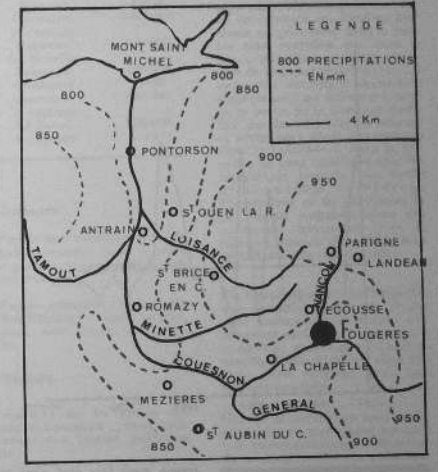 LEGENDE
800 PRECIPITATIONS
EN mm
4 Km
MONT SAINT
MICHEL
800
850
800
850
900
950
PONTORSON
ST OUEN LA R.
ANTRAIN
LOISANCE
TAMOUT
ST BRICE
EN C.
PARIGNE
LANDEAN
NANCON
ROMAZY
MINETTE
LECOUSSE
FOUGERES
COUESNON
LA CHAPELLE
MEZIERES
GENERAL
950
ST AUBIN DU C.
850
900